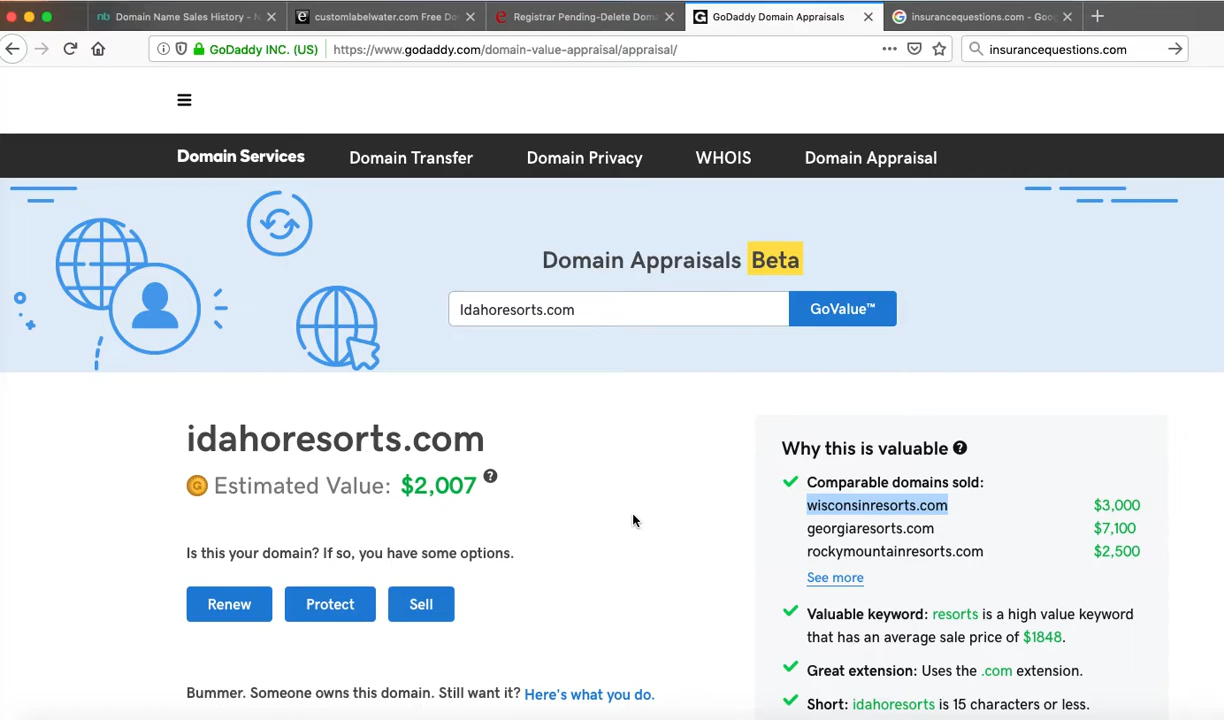 Domain Name Sales History - N
customlabelwater.com Free Do
Registrar Pending-Delete Dom
GoDaddy Domain Appraisals
insurancequestions.com - Goo
GoDaddy INC. (US)
https://www.godaddy.com/domain-value-appraisal/appraisal/
insurancequestions.com
Domain Services
Domain Transfer
Domain Privacy
WHOIS
Domain Appraisal
Domain Appraisals Beta
Idahoresorts.com
GoValue™
idahoresorts.com
Estimated Value: $2,007
Is this your domain? If so, you have some options.
Renew
Protect
Sell
Bummer. Someone owns this domain. Still want it? Here's what you do.
Why this is valuable
Comparable domains sold:
wisconsinresorts.com $3,000
georgiaresorts.com $7,100
rockymountainresorts.com $2,500
See more
Valuable keyword: resorts is a high value keyword
that has an average sale price of $1848.
Great extension: Uses the .com extension.
Short: idahoresorts is 15 characters or less.